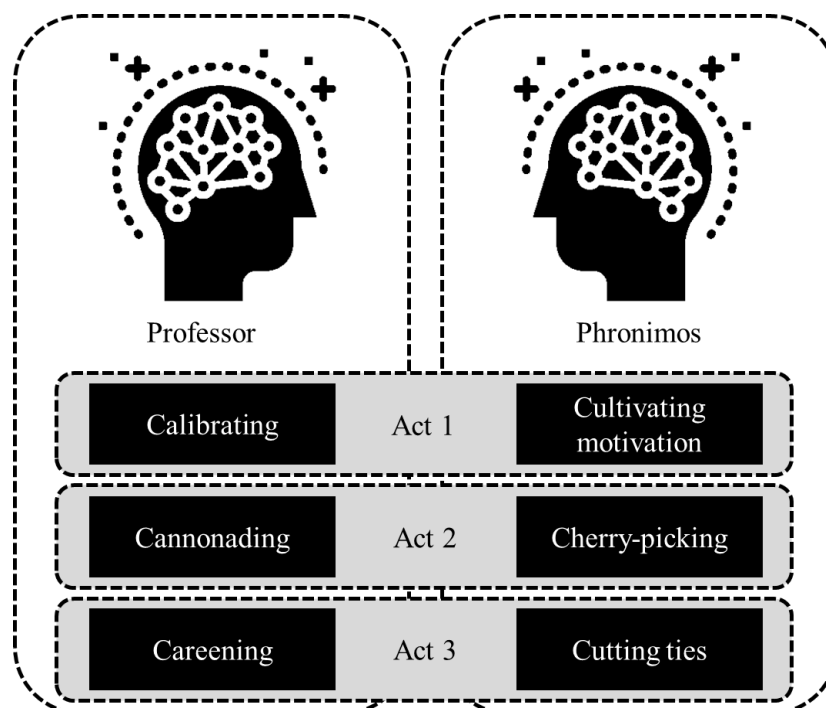 Professor
Phronimos
Calibrating
Act 1
Cultivating
motivation
Cannonading
Act 2
Cherry-picking
Careening
Act 3
Cutting ties